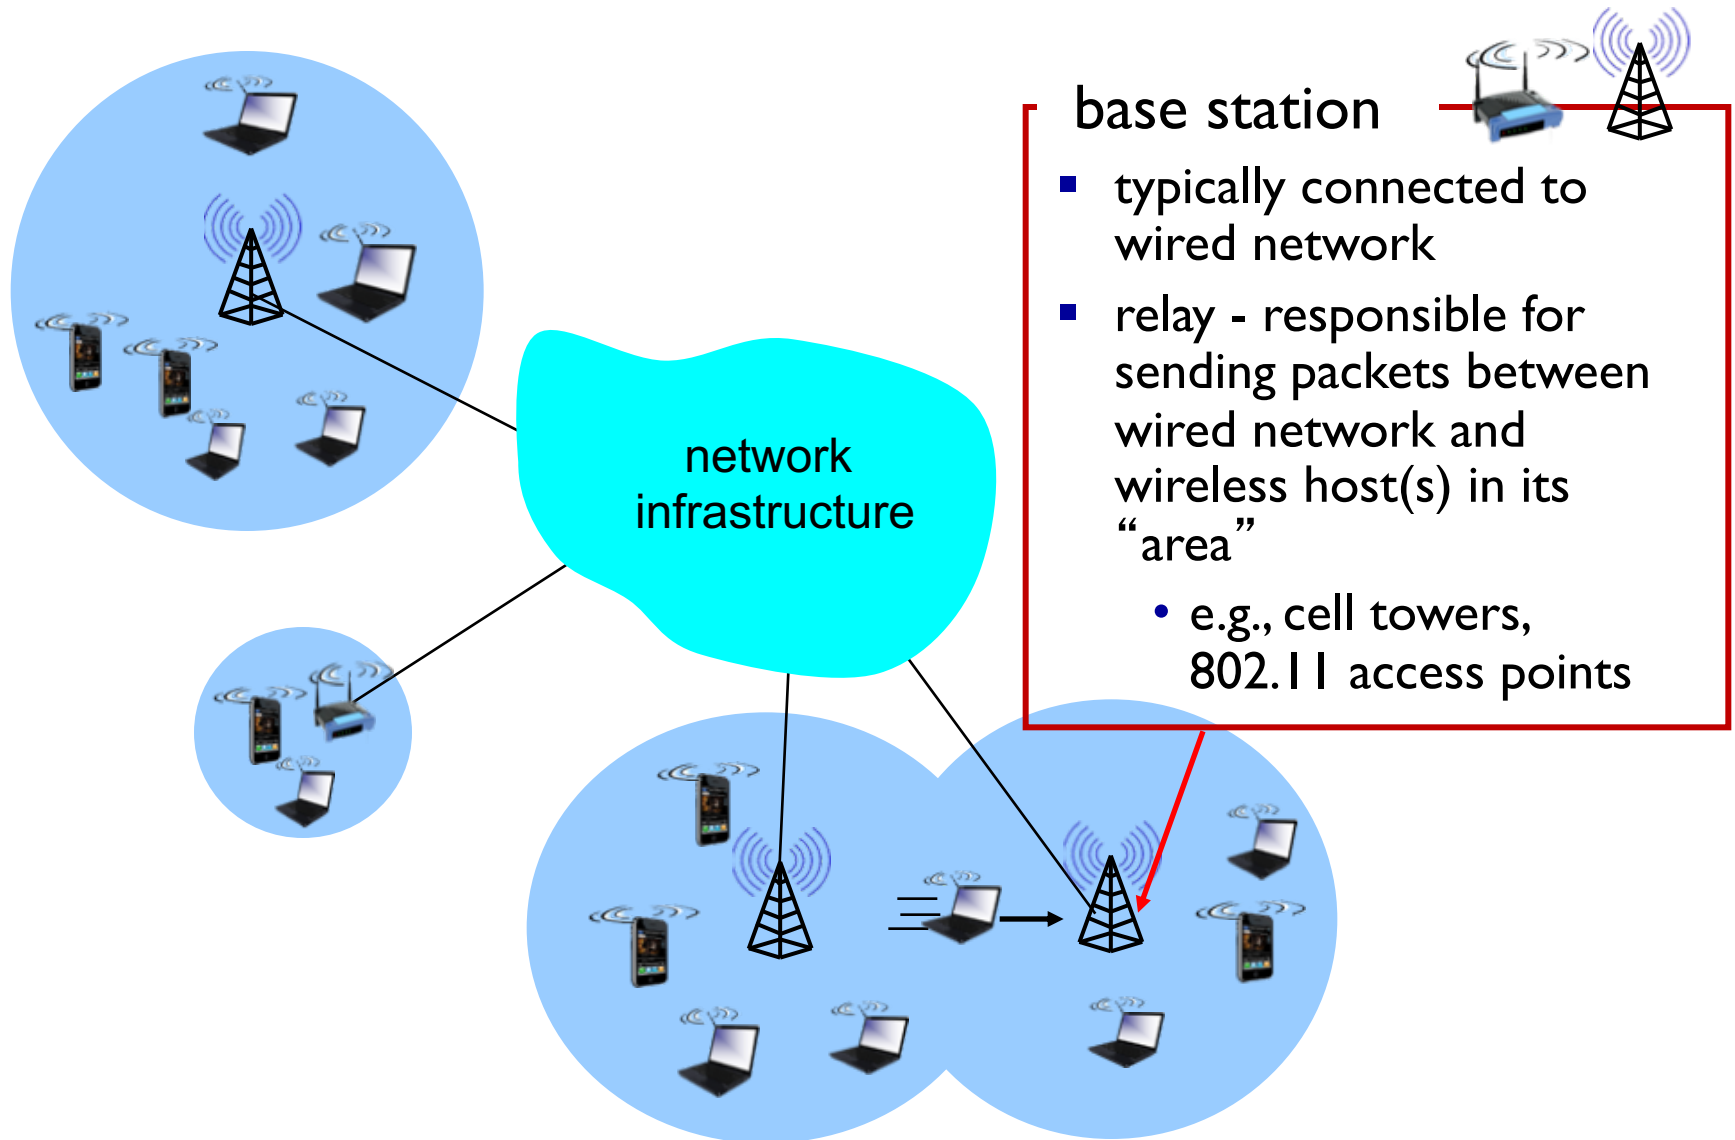 base station
▪ typically connected to
wired network
▪ relay - responsible for
sending packets between
wired network and
wireless host(s) in its
“area”
• e.g., cell towers,
802.11 access points
network
infrastructure